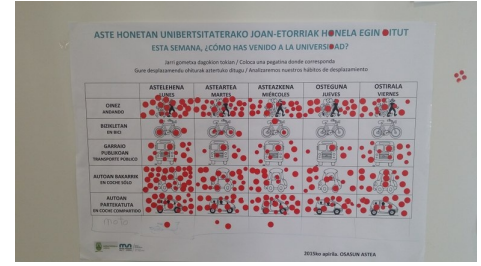 ASTE HONETAN UNIBERTSITATERAKO JOAN-ETORRIAK HONELA EGIN DITUT
ESTA SEMANA, ¿CÓMO HAS VENIDO A LA UNIVERSIDAD?
Jarri gometxa dagokion tokian / Coloca una pegatina donde corresponda
Gure desplazamendu ohiturak aztertuko ditugu / Analizaremos nuestros hábitos de desplazamiento
ASTELEHENA ASTEARTEA ASTEAZKENA OSTEGUNA OSTIRALA
LUNES MARTES MIÉRCOLES JUEVES VIERNES
OINEZ
ANDANDO
BIZIKLETAN
EN BICI
GARRAIO
PUBLIKOAN
TRANSPORTE PÚBLICO
AUTOAN BAKARRIK
EN COCHE SÓLO
AUTOAN
PARTEKATUTA
EN COCHE COMPARTIDO
2015ko apirila. OSASUN ASTEA